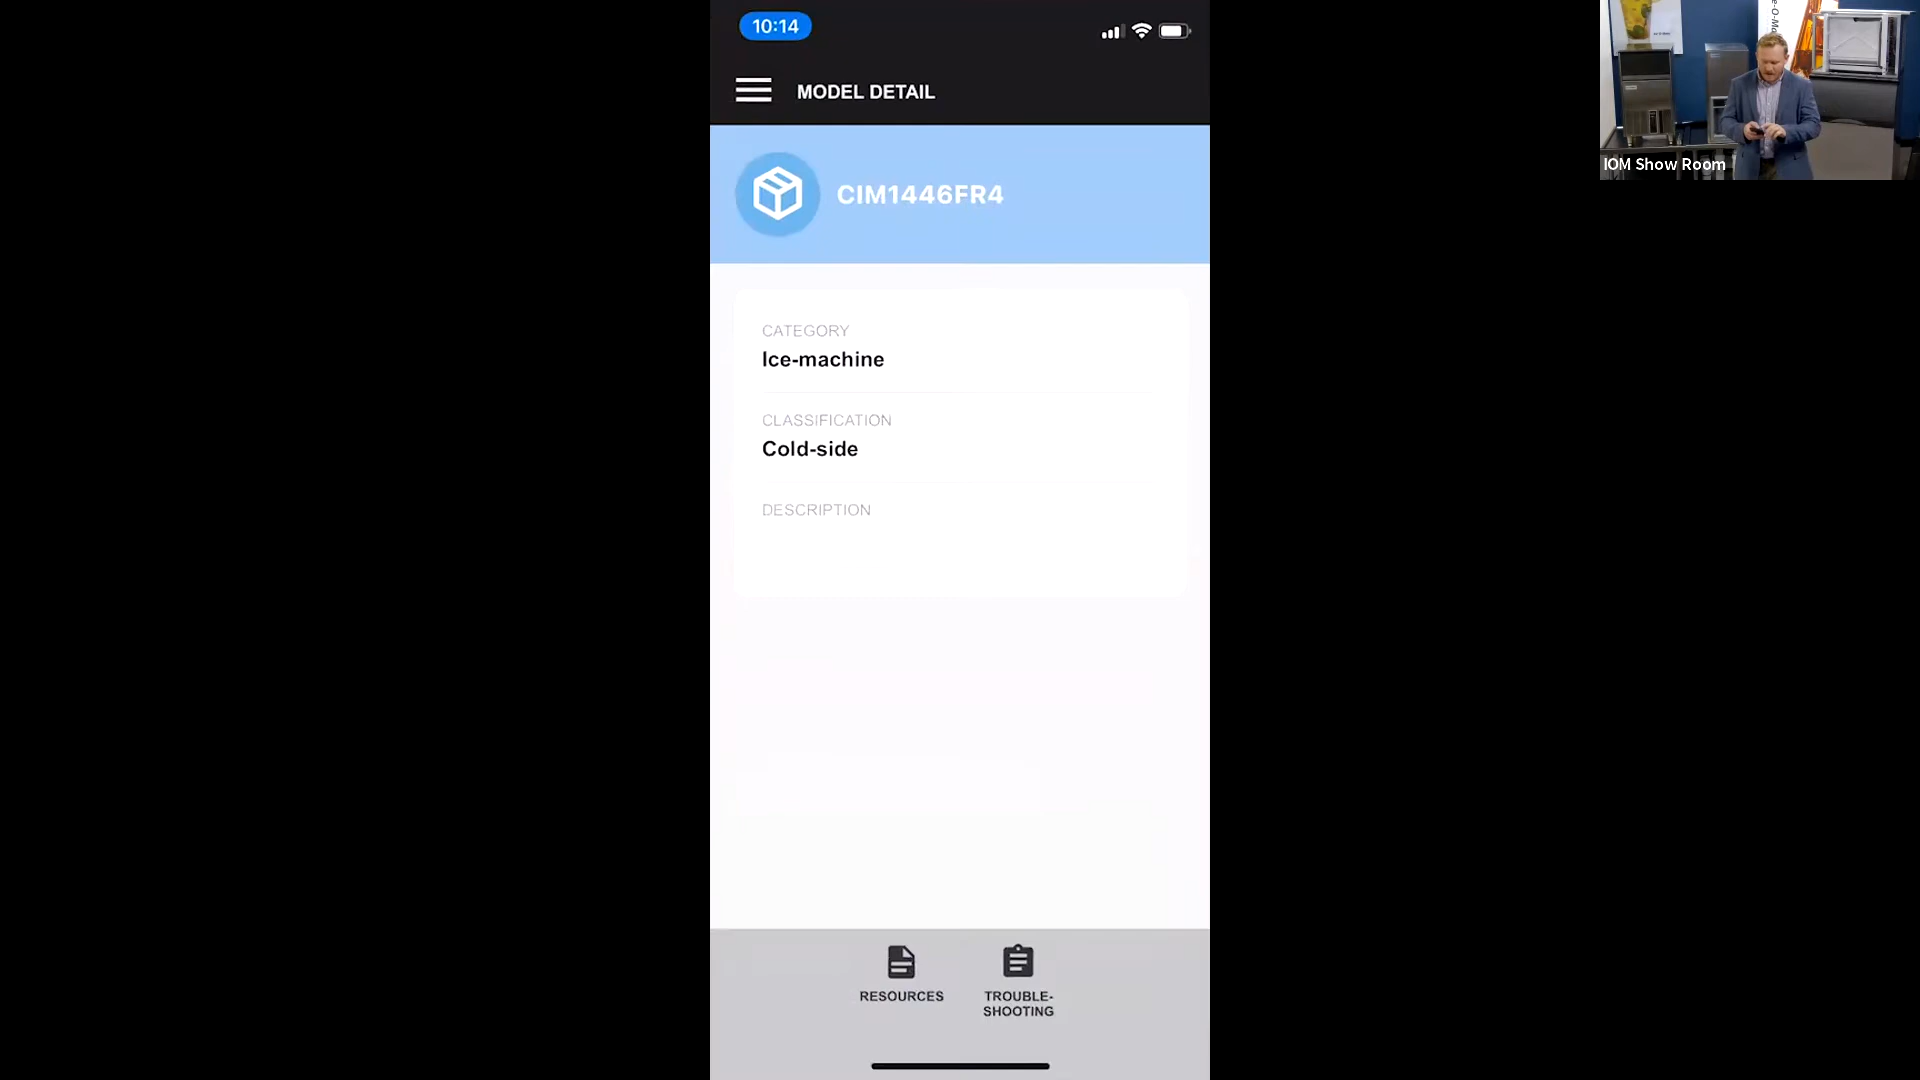 10:14
MODEL DETAIL
CIM1446FR4
CATEGORY
Ice-machine
CLASSIFICATION
Cold-side
DESCRIPTION
RESOURCES
TROUBLE-
SHOOTING
IOM Show Room